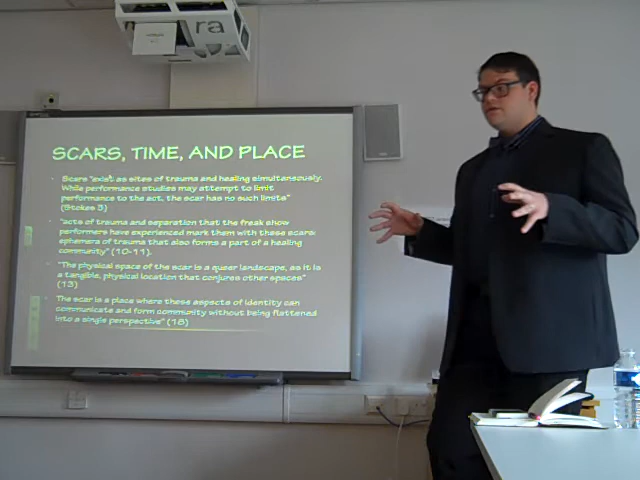 ra
SCARS, TIME, AND PLACE
Scars "exist as sites of trauma and healing simultaneously.
While performance studies may attempt to limit
performance to the act, the scar has no such limits"
(Stokes 3)
"acts of trauma and separation that the freak show
performers have experienced mark them with these scars:
ephemera of trauma that also forms a part of a healing
community" (10-11).
"The physical space of the scar is a queer landscape, as it is
a tangible, physical location that conjures other spaces"
(13)
The scar is a place where these aspects of identity can
communicate and form community without being flattened
into a single perspective" (18)